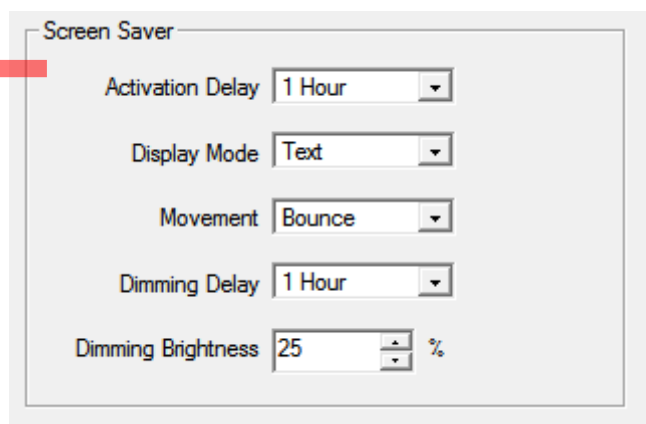 Screen Saver
Activation Delay 1 Hour
Display Mode Text
Movement Bounce
Dimming Delay 1 Hour
Dimming Brightness 25 %